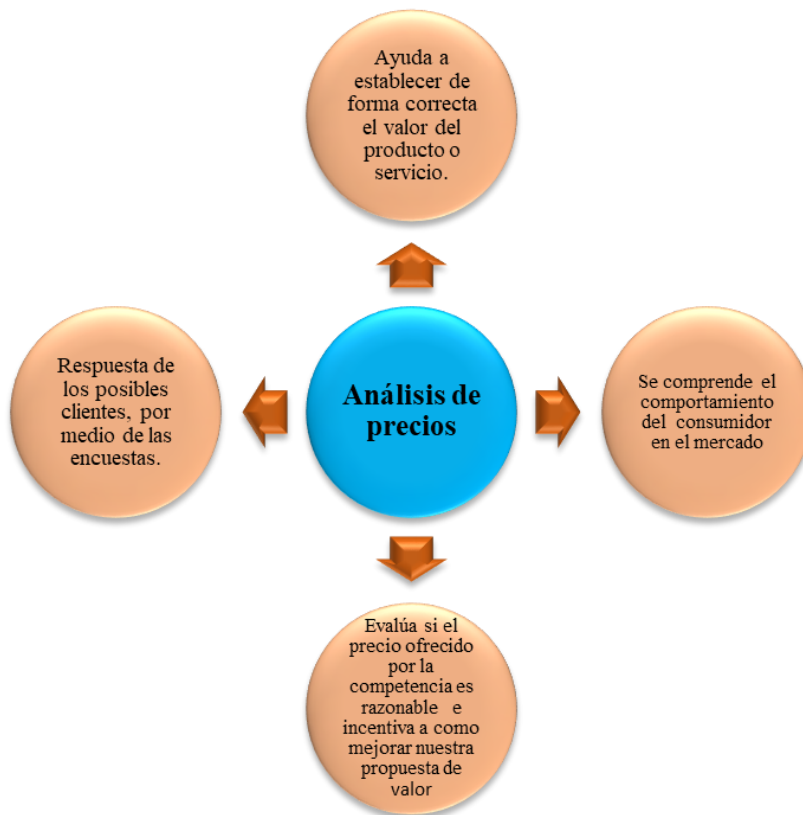 Ayuda a
establecer de
forma correcta
el valor del
producto o
servicio.
Respuesta de
los posibles
clientes, por
medio de las
encuestas.
Análisis de
precios
Se comprende el
comportamiento
del consumidor
en el mercado
Evalúa si el
precio ofrecido
por la
competencia es
razonable e
incentiva a como
mejorar nuestra
propuesta de
valor